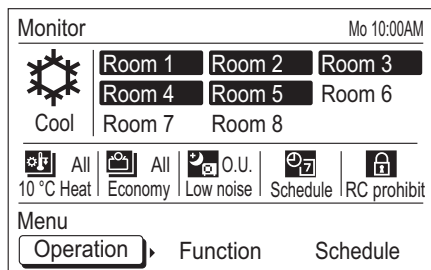 Monitor Mo 10:00AM
Room 1 Room 2 Room 3
Room 4 Room 5 Room 6
Cool Room 7 Room 8
All All O.U. 7
10 °C Heat Economy Low noise Schedule RC prohibit
Menu
Operation Function Schedule